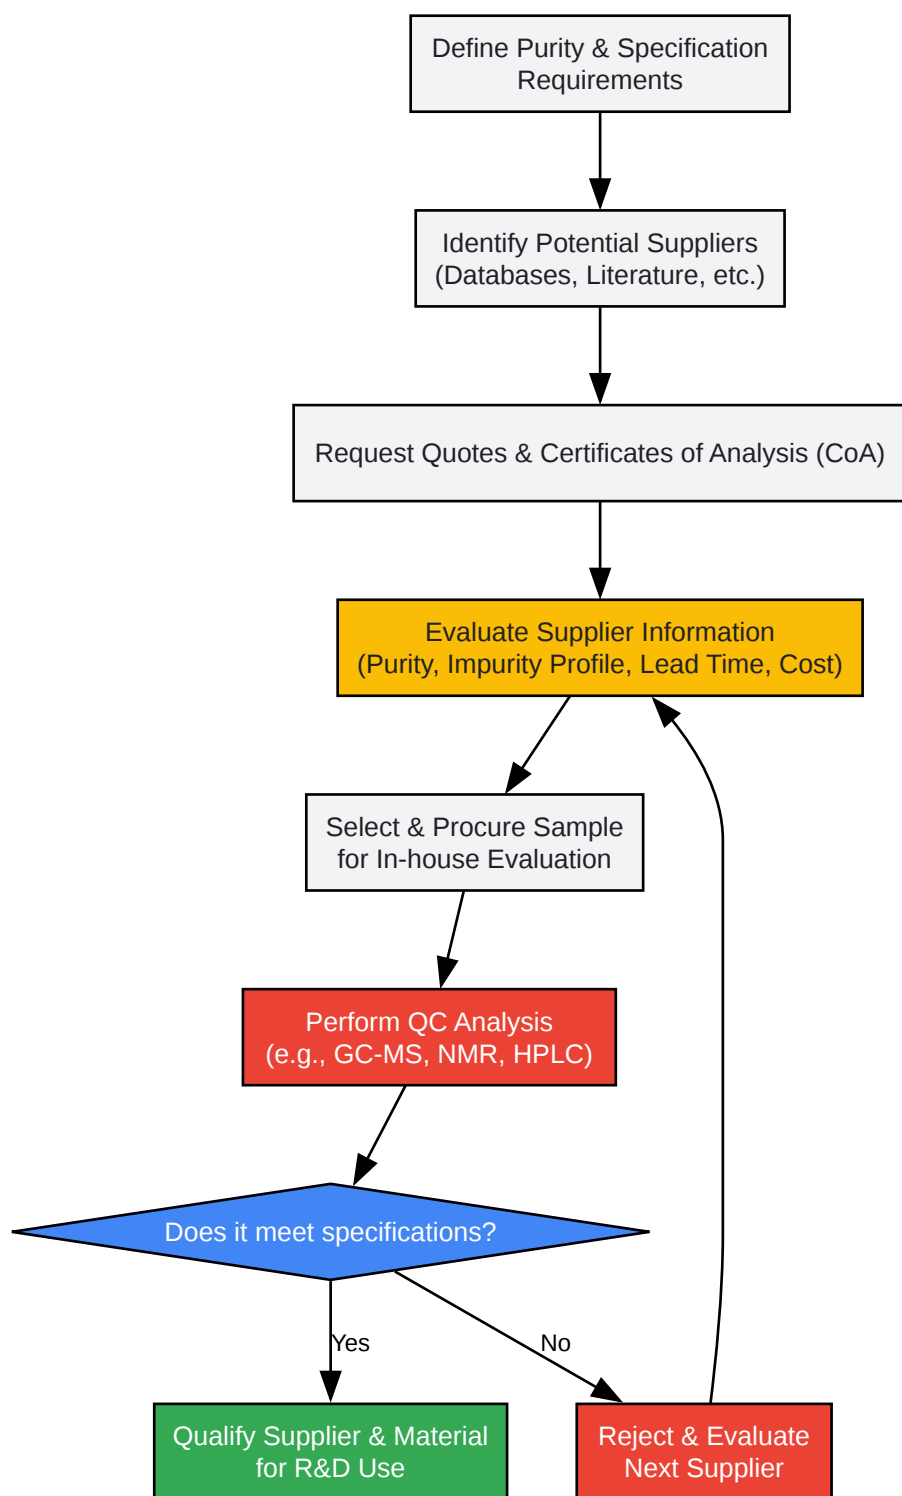 Define Purity & Specification
Requirements
Identify Potential Suppliers
(Databases, Literature, etc.)
Request Quotes & Certificates of Analysis (CoA)
Evaluate Supplier Information
(Purity, Impurity Profile, Lead Time, Cost)
Select & Procure Sample
for In-house Evaluation
Perform QC Analysis
(e.g., GC-MS, NMR, HPLC)
Does it meet specifications?
Yes
No
Qualify Supplier & Material
for R&D Use
Reject & Evaluate
Next Supplier